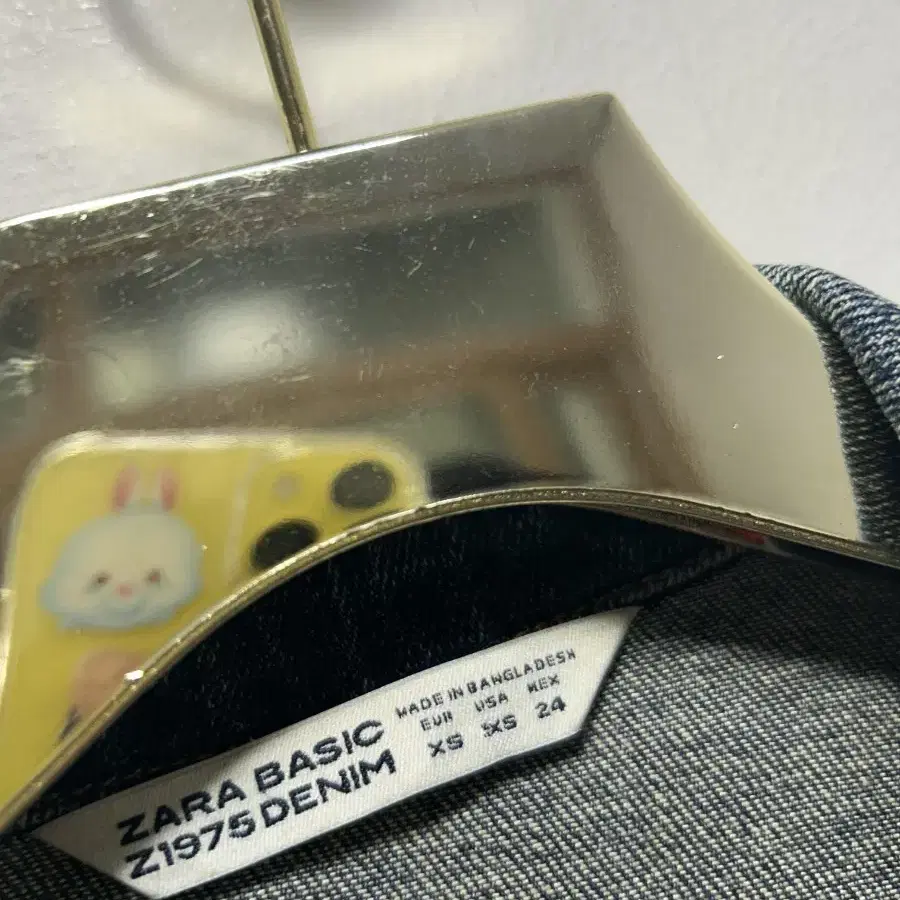 ZARA BASIC
Z1975 DENIM
MADE IN BANGLADESH
EUR USA MEX
XS XS 24